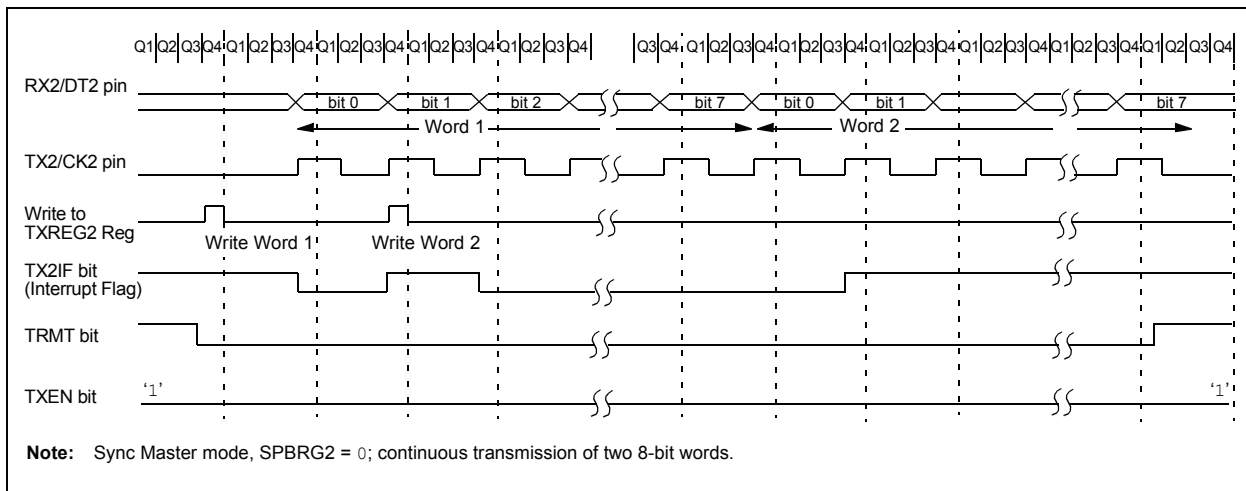 Q1 Q2 Q3 Q4 Q1 Q2 Q3 Q4 Q1 Q2 Q3 Q4 Q1 Q2 Q3 Q4 Q1 Q2 Q3 Q4 Q3 Q4 Q1 Q2 Q3 Q4 Q1 Q2 Q3 Q4 Q1 Q2 Q3 Q4 Q1 Q2 Q3 Q4 Q1 Q2 Q3 Q4 Q1 Q2 Q3 Q4
RX2/DT2 pin
bit 0 bit 1 bit 2 bit 7 bit 0 bit 1 bit 7
Word 1 Word 2
TX2/CK2 pin
Write to
TXREG2 Reg
Write Word 1 Write Word 2
TX2IF bit
(Interrupt Flag)
TRMT bit
TXEN bit
‘1’ ‘1’
Note: Sync Master mode, SPBRG2 = 0; continuous transmission of two 8-bit words.